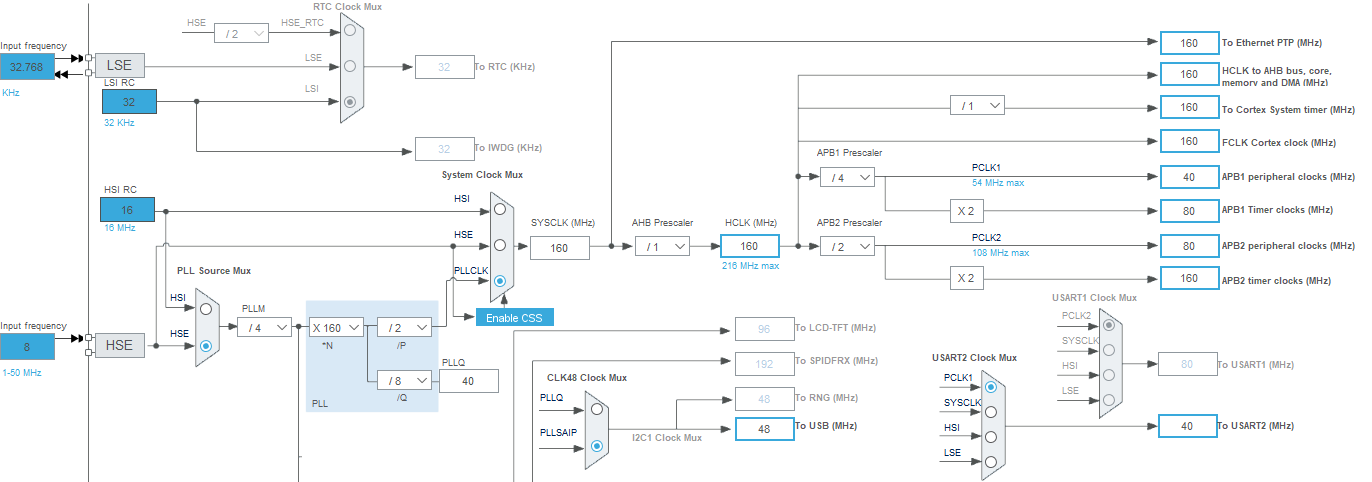 RTC Clock Mux
HSE
/ 2
HSE_RTC
Input frequency
32.768
KHz
LSE
LSE
LSI RC
32
32 KHz
LSI
32
To RTC (KHz)
32
To IWDG (KHz)
160
To Ethernet PTP (MHz)
160
HCLK to AHB bus, core,
memory and DMA (MHz)
/ 1
160
To Cortex System timer (MHz)
160
FCLK Cortex clock (MHz)
System Clock Mux
HSI RC
16
16 MHz
HSI
HSE
PLLCLK
SYSCLK (MHz)
160
AHB Prescaler
/ 1
HCLK (MHz)
160
216 MHz max
APB1 Prescaler
/ 4
PCLK1
54 MHz max
40
APB1 peripheral clocks (MHz)
X 2
80
APB1 Timer clocks (MHz)
APB2 Prescaler
/ 2
PCLK2
108 MHz max
80
APB2 peripheral clocks (MHz)
X 2
160
APB2 timer clocks (MHz)
Enable CSS
PLL Source Mux
HSI
HSE
Input frequency
8
1-50 MHz
HSE
PLLM
/ 4
X 160
*N
/ 2
/P
/ 8
/Q
PLL
PLLQ
40
96
To LCD-TFT (MHz)
192
To SPIDFRX (MHz)
CLK48 Clock Mux
PLLQ
PLLSAIP
48
To RNG (MHz)
48
To USB (MHz)
I2C1 Clock Mux
USART1 Clock Mux
PCLK2
SYSCLK
HSI
LSE
80
To USART1 (MHz)
USART2 Clock Mux
PCLK1
SYSCLK
HSI
LSE
40
To USART2 (MHz)